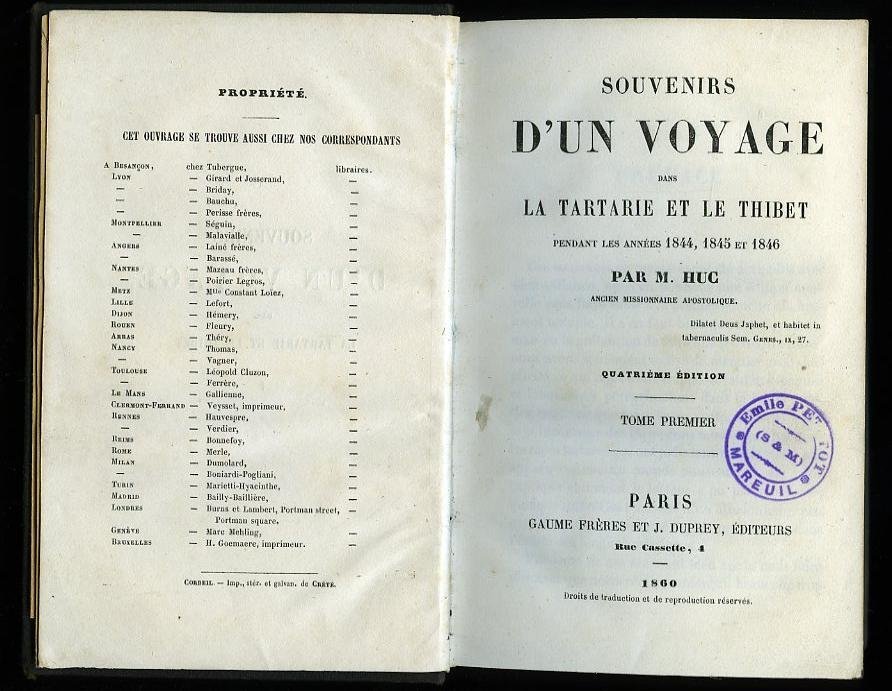 PROPRIÉTÉ.
CET OUVRAGE SE TROUVE AUSSI CHEZ NOS CORRESPONDANTS
A BESANÇON, chez Tubergue, libraires.
LYON — Girard et Josserand, —
— — Briday, —
— — Bauchu, —
— — Perisse frères, —
MONTPELLIER — Séguin, —
— — Malavialle, —
ANGERS — Lainé frères, —
— — Barassé, —
NANTES — Mazeau frères, —
— — Poirier Legros, —
METZ — Mlle Constant Loïez, —
LILLE — Lefort, —
DIJON — Hémery, —
ROUEN — Fleury, —
ARRAS — Théry, —
NANCY — Thomas, —
— — Vagner, —
TOULOUSE — Léopold Cluzon, —
— — Ferrère, —
LE MANS — Gallienne, —
CLERMONT-FERRAND — Veysset, imprimeur, —
RENNES — Hauvespre, —
— — Verdier, —
REIMS — Bonnefoy, —
ROME — Merle, —
MILAN — Dumolard, —
— — Boniardi-Pogliani, —
TURIN — Marietti-Hyacinthe, —
MADRID — Bailly-Baillière, —
LONDRES — Burns et Lambert, Portman street, —
Portman square. —
GENÈVE — Marc Mehling, —
BRUXELLES — H. Goemaere, imprimeur. —
CORBEIL. — Imp., stér. et galvan. de CRÉTÉ.
SOUVENIRS
D'UN VOYAGE
DANS
LA TARTARIE ET LE THIBET
PENDANT LES ANNÉES 1844, 1845 ET 1846
PAR M. HUC
ANCIEN MISSIONNAIRE APOSTOLIQUE.
Dilatet Deus Japhet, et habitet in
tabernaculis Sem. GENES., IX, 27.
QUATRIÈME ÉDITION
TOME PREMIER
Emile
(S & M)
MAREUIL
PARIS
GAUME FRÈRES ET J. DUPREY, ÉDITEURS
Rue Cassette, 4
1860
Droits de traduction et de reproduction réservés.